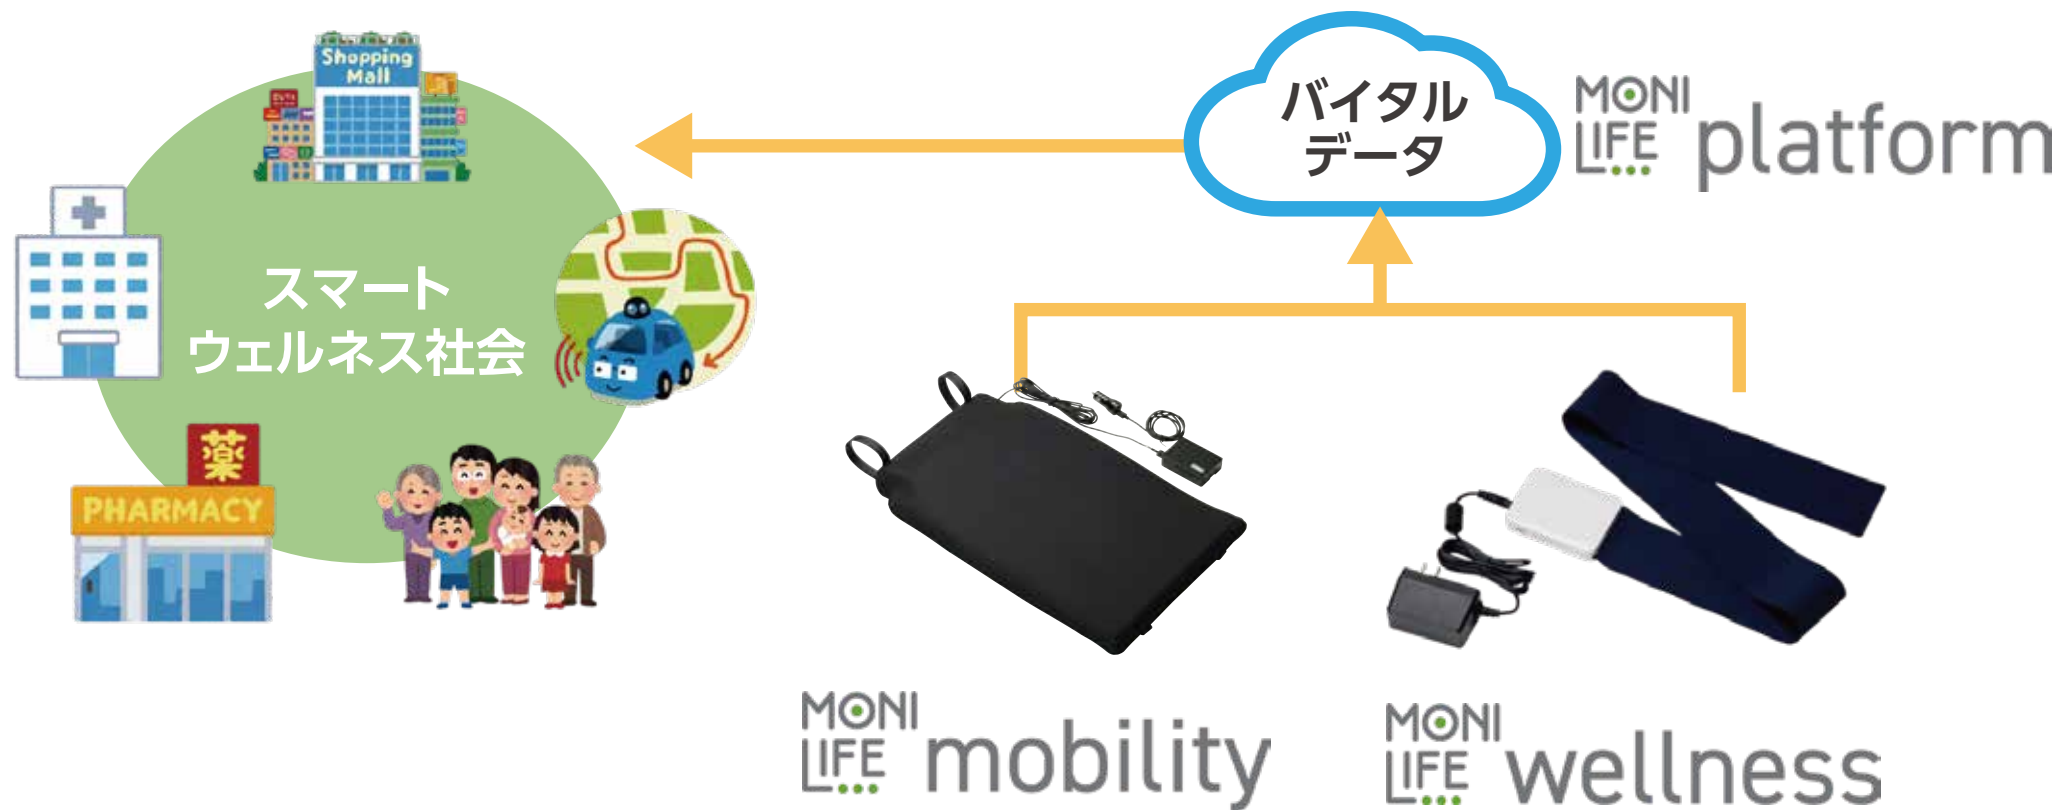 Shopping
Mall
バイタル
データ
MONI
LIFE platform
スマート
ウェルネス社会
薬
PHARMACY
MONI
LIFE mobility
MONI
LIFE wellness